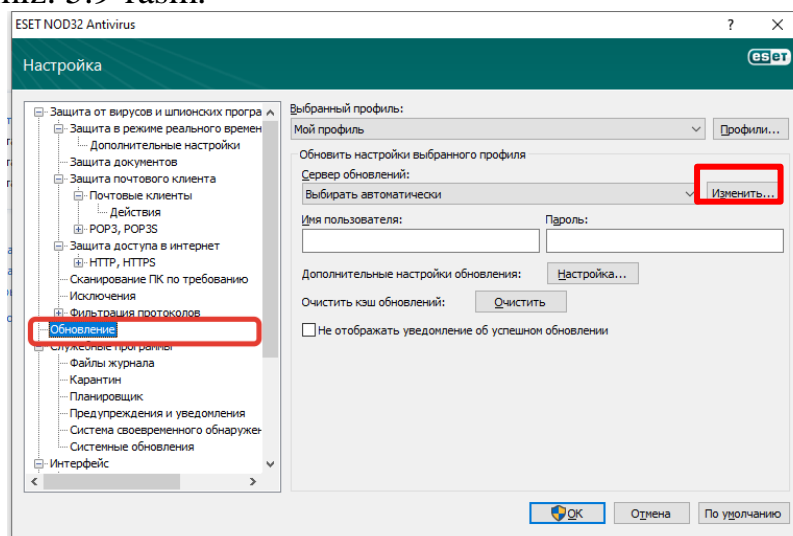 ESET NOD32 Antivirus
Настройка
eset
Защита от вирусов и шпионских програ
Защита в режиме реального времен
Дополнительные настройки
Защита документов
Защита почтового клиента
Почтовые клиенты
Действия
POP3, POP3S
Защита доступа в интернет
HTTP, HTTPS
Сканирование ПК по требованию
Исключения
Фильтрация протоколов
Обновление
Служебные программы
Файлы журнала
Карантин
Планировщик
Предупреждения и уведомления
Система своевременного обнаружен
Системные обновления
Интерфейс
Выбранный профиль:
Мой профиль
Профили...
Обновить настройки выбранного профиля
Сервер обновлений:
Выбирать автоматически
Изменить...
Имя пользователя: Пароль:
Дополнительные настройки обновления: Настройка...
Очистить кэш обновлений: Очистить
Не отображать уведомление об успешном обновлении
OK Отмена По умолчанию